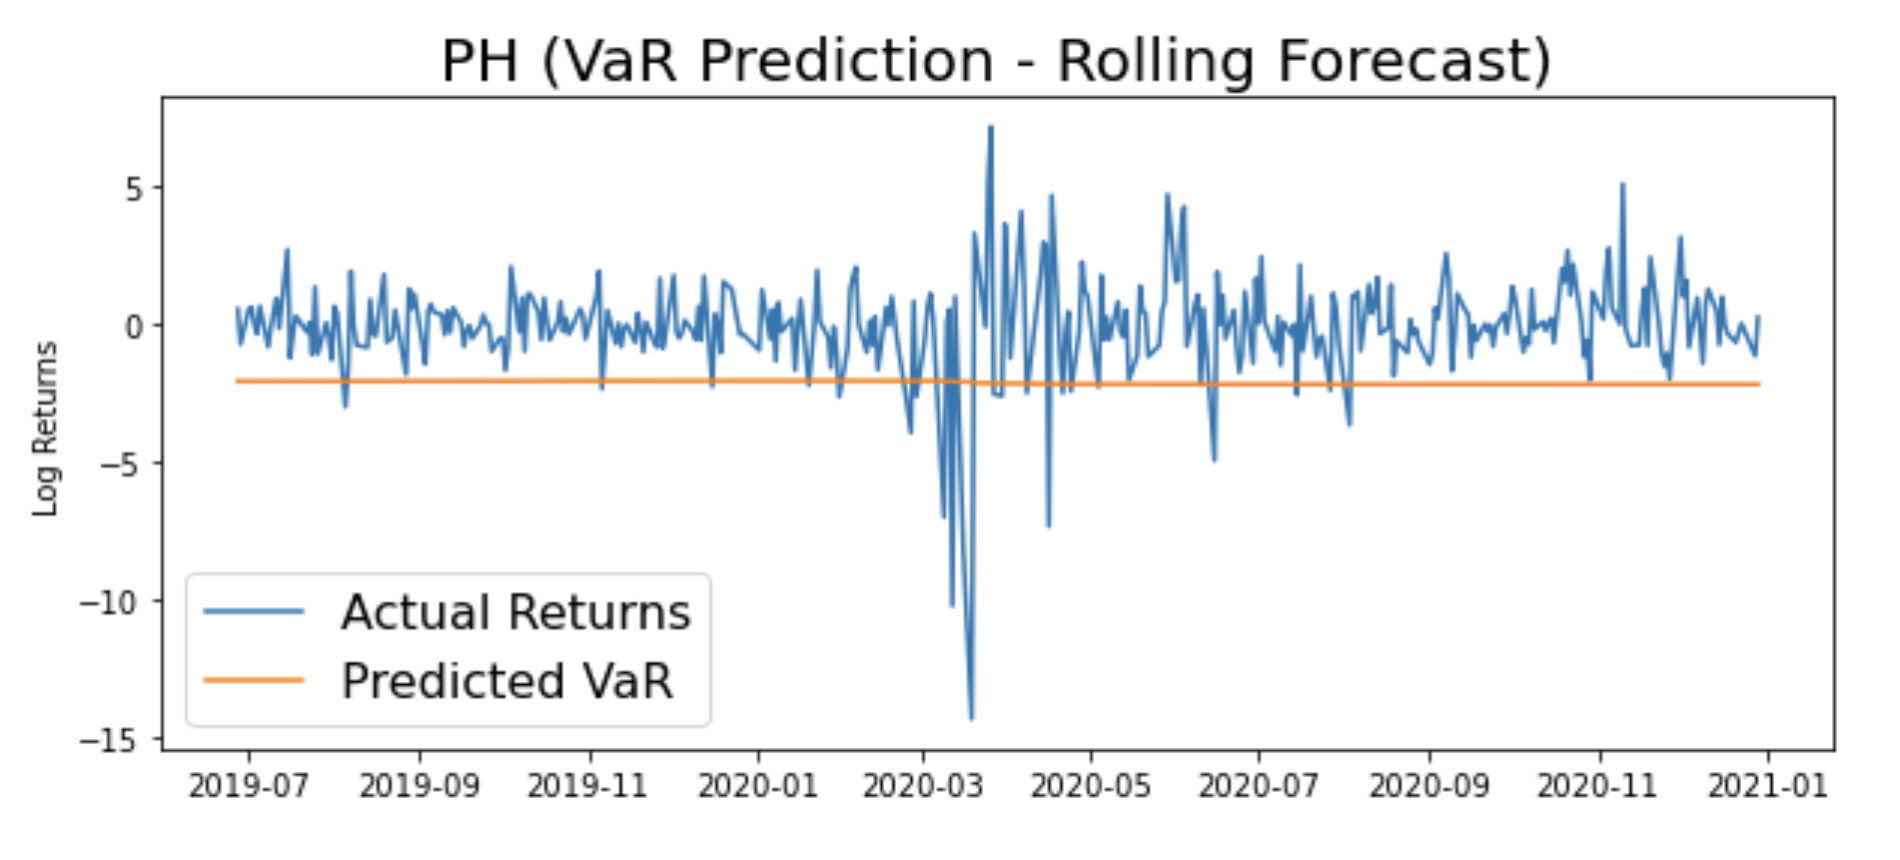 PH (VaR Prediction - Rolling Forecast)
Log Returns
5
0
−5
−10
−15
Actual Returns
Predicted VaR
2019-07 2019-09 2019-11 2020-01 2020-03 2020-05 2020-07 2020-09 2020-11 2021-01